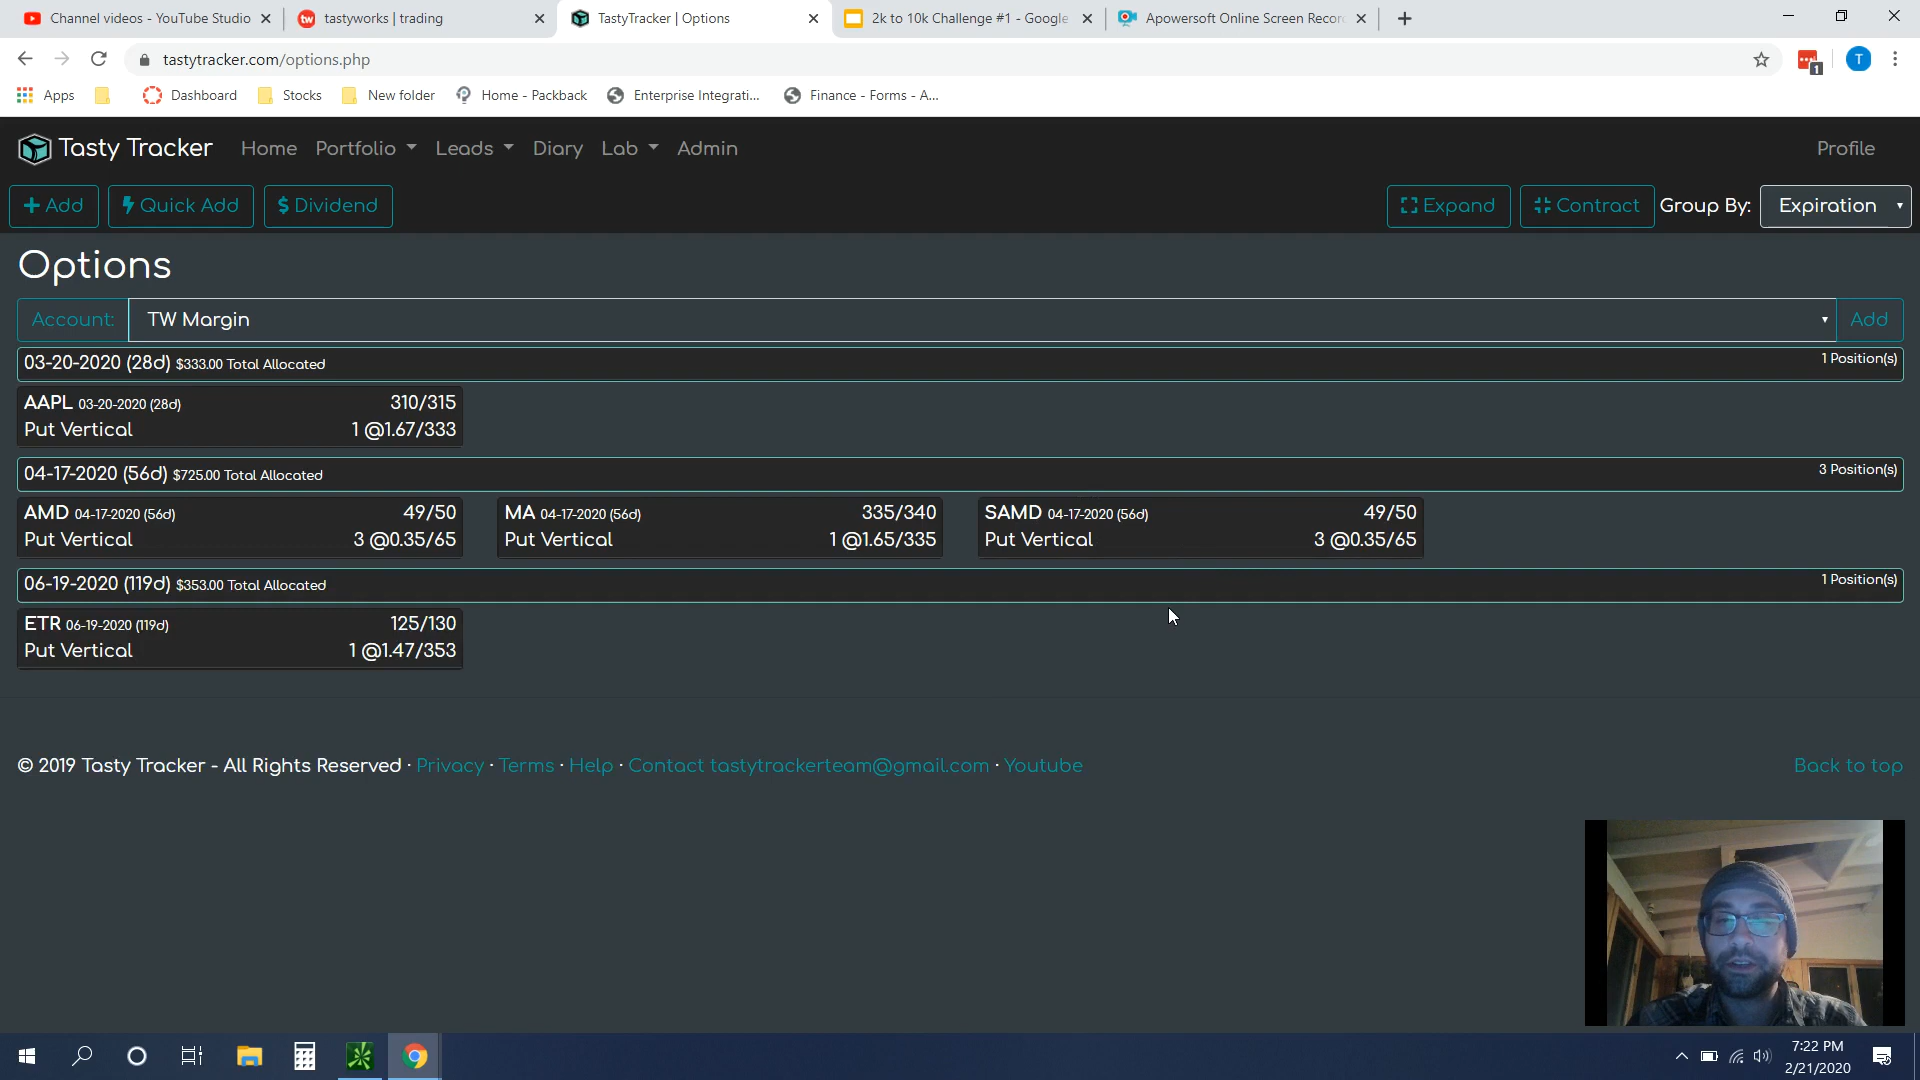 Channel videos - YouTube Studio
tastyworks | trading
TastyTracker | Options
2k to 10k Challenge #1 - Google
Apowersoft Online Screen Recor
tastytracker.com/options.php
1
T
Apps
Dashboard
Stocks
New folder
Home - Packback
Enterprise Integrati...
Finance - Forms - A...
Tasty Tracker
Home
Portfolio
Leads
Diary
Lab
Admin
Profile
+ Add
Quick Add
$ Dividend
Expand
Contract
Group By:
Expiration
Options
Account:
TW Margin
Add
03-20-2020 (28d) $333.00 Total Allocated
1 Position(s)
AAPL 03-20-2020 (28d) 310/315
Put Vertical 1 @1.67/333
04-17-2020 (56d) $725.00 Total Allocated
3 Position(s)
AMD 04-17-2020 (56d) 49/50
Put Vertical 3 @0.35/65
MA 04-17-2020 (56d) 335/340
Put Vertical 1 @1.65/335
SAMD 04-17-2020 (56d) 49/50
Put Vertical 3 @0.35/65
06-19-2020 (119d) $353.00 Total Allocated
1 Position(s)
ETR 06-19-2020 (119d) 125/130
Put Vertical 1 @1.47/353
© 2019 Tasty Tracker - All Rights Reserved · Privacy · Terms · Help · Contact tastytrackerteam@gmail.com · Youtube
Back to top
7:22 PM
2/21/2020